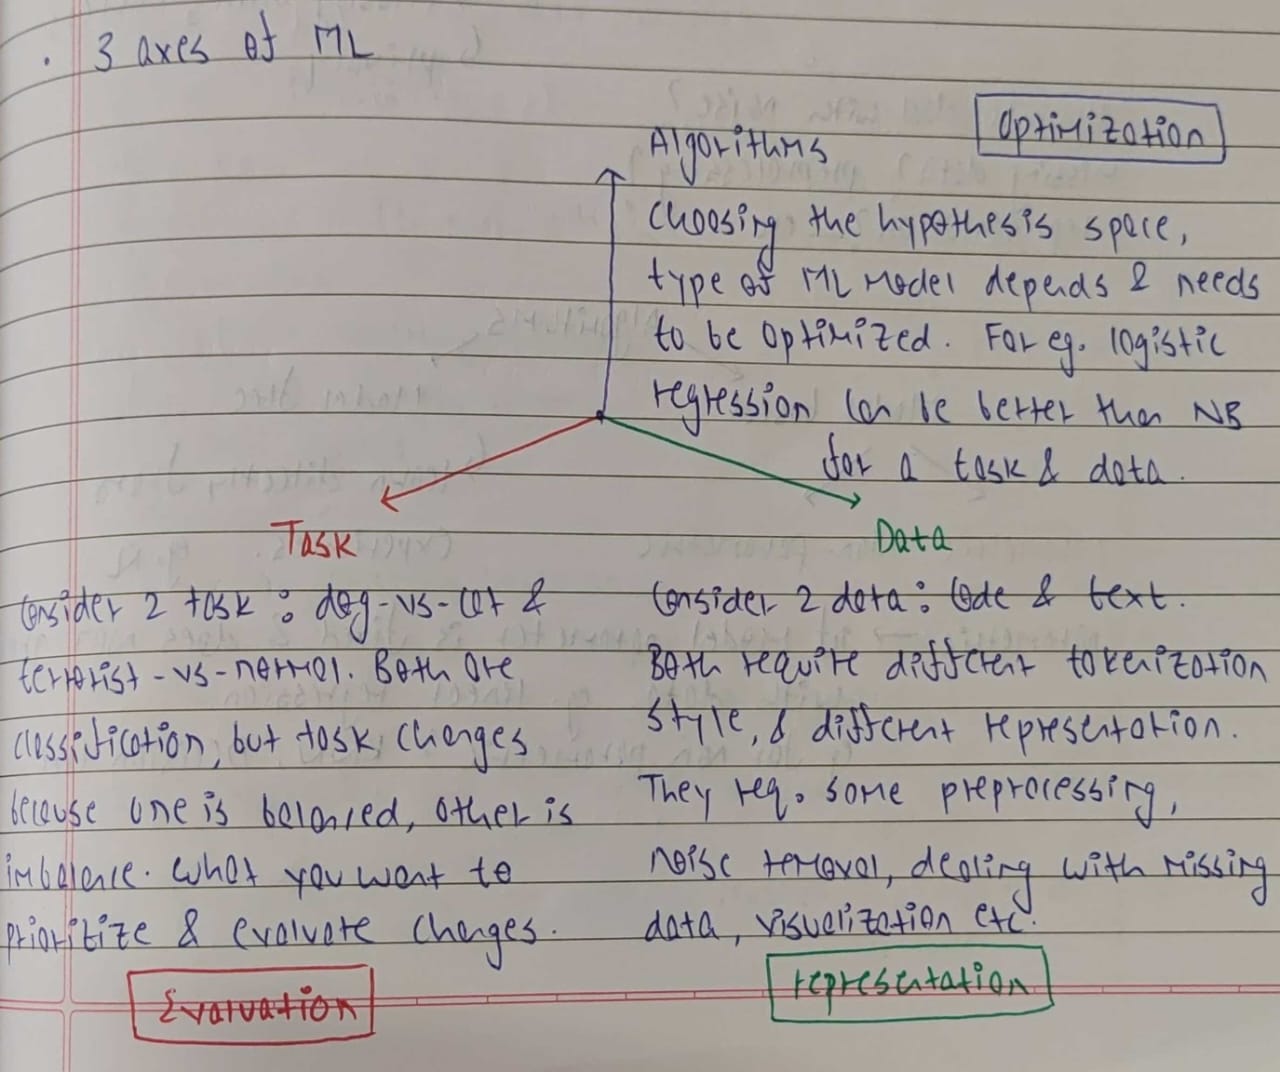 . 3 axes of ML
Optimization
Algorithms
choosing the hypothesis space,
type of ML model depends & needs
to be optimized. For eg. logistic
regression can be better than NB
for a task & data.
Task
Consider 2 task : dog-vs-cat &
terrorist-vs-normal. Both are
classification, but task changes
because one is balanced, other is
imbalance. What you want to
prioritize & evaluate changes.
Evaluation
Data
Consider 2 data : Code & text.
Both require different tokenization
style, & different representation.
They req. some preprocessing,
noise removal, dealing with missing
data, visualization etc.
representation